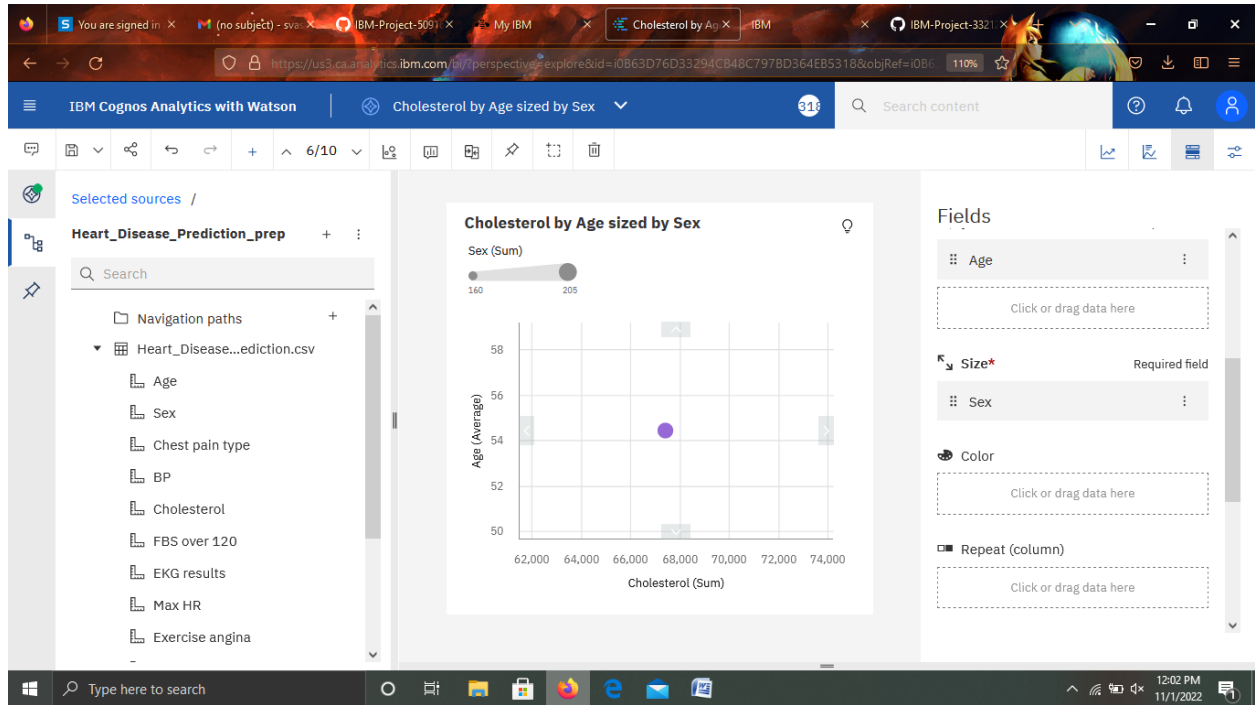 You are signed in
(no subject) - svas
IBM-Project-5091
My IBM
Cholesterol by Ag
IBM
IBM-Project-3321
https://us3.ca.analytics.ibm.com/bi/?perspective=explore&id=i0B63D76D33294CB48C797BD364EB5318&objRef=i0B6
110%
IBM Cognos Analytics with Watson
Cholesterol by Age sized by Sex
318
Search content
6/10
Selected sources /
Heart_Disease_Prediction_prep
Search
Navigation paths
Heart_Disease...ediction.csv
Age
Sex
Chest pain type
BP
Cholesterol
FBS over 120
EKG results
Max HR
Exercise angina
Cholesterol by Age sized by Sex
Sex (Sum)
160 205
Age (Average)
58
56
54
52
50
62,000 64,000 66,000 68,000 70,000 72,000 74,000
Cholesterol (Sum)
Fields
Age
Click or drag data here
Size* Required field
Sex
Color
Click or drag data here
Repeat (column)
Click or drag data here
Type here to search
12:02 PM
11/1/2022
1